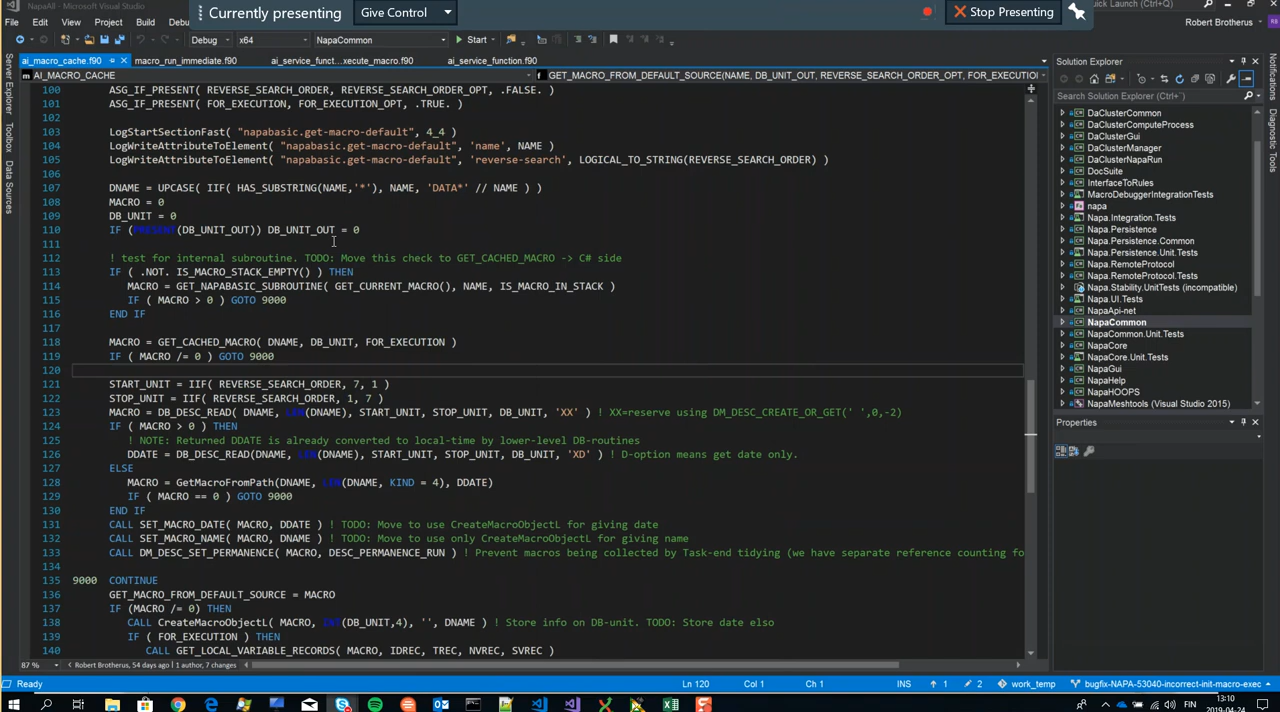 NapaAll - Microsoft Visual Studio
Currently presenting
Give Control
Stop Presenting
Quick Launch (Ctrl+Q)
File Edit View Project Build
Robert Brotherus
Debug x64 NapaCommon Start
ai_macro_cache.f90 macro_run_immediate.f90 ai_service_funct...xecute_macro.f90 ai_service_function.f90
AI_MACRO_CACHE GET_MACRO_FROM_DEFAULT_SOURCE(NAME, DB_UNIT_OUT, REVERSE_SEARCH_ORDER_OPT, FOR_EXECUTIO
100 ASG_IF_PRESENT ( REVERSE_SEARCH_ORDER, REVERSE_SEARCH_ORDER_OPT, .FALSE. )
101 ASG_IF_PRESENT ( FOR_EXECUTION, FOR_EXECUTION_OPT, .TRUE. )
102
103 LogStartSectionFast( "napabasic.get-macro-default", 4_4 )
104 LogWriteAttributeToElement( "napabasic.get-macro-default", 'name', NAME )
105 LogWriteAttributeToElement( "napabasic.get-macro-default", 'reverse-search', LOGICAL_TO_STRING(REVERSE_SEARCH_ORDER) )
106
107 DNAME = UPCASE( IIF( HAS_SUBSTRING(NAME,'*'), NAME, 'DATA*' // NAME ) )
108 MACRO = 0
109 DB_UNIT = 0
110 IF (PRESENT(DB_UNIT_OUT)) DB_UNIT_OUT = 0
111
112 ! test for internal subroutine. TODO: Move this check to GET_CACHED_MACRO -> C# side
113 IF ( .NOT. IS_MACRO_STACK_EMPTY() ) THEN
114 MACRO = GET_NAPABASIC_SUBROUTINE ( GET_CURRENT_MACRO(), NAME, IS_MACRO_IN_STACK )
115 IF ( MACRO > 0 ) GOTO 9000
116 END IF
117
118 MACRO = GET_CACHED_MACRO ( DNAME, DB_UNIT, FOR_EXECUTION )
119 IF ( MACRO /= 0 ) GOTO 9000
120
121 START_UNIT = IIF( REVERSE_SEARCH_ORDER, 7, 1 )
122 STOP_UNIT = IIF( REVERSE_SEARCH_ORDER, 1, 7 )
123 MACRO = DB_DESC_READ( DNAME, LEN(DNAME), START_UNIT, STOP_UNIT, DB_UNIT, 'XX' ) ! XX=reserve using DM_DESC_CREATE_OR_GET(' ',0,-2)
124 IF ( MACRO > 0 ) THEN
125 ! NOTE: Returned DDATE is already converted to local-time by lower-level DB-routines
126 DDATE = DB_DESC_READ(DNAME, LEN(DNAME), START_UNIT, STOP_UNIT, DB_UNIT, 'XD' ) ! D-option means get date only.
127 ELSE
128 MACRO = GetMacroFromPath(DNAME, LEN(DNAME, KIND = 4), DDATE)
129 IF ( MACRO == 0 ) GOTO 9000
130 END IF
131 CALL SET_MACRO_DATE( MACRO, DDATE ) ! TODO: Move to use CreateMacroObjectL for giving date
132 CALL SET_MACRO_NAME( MACRO, DNAME ) ! TODO: Move to use only CreateMacroObjectL for giving name
133 CALL DM_DESC_SET_PERMANENCE( MACRO, DESC_PERMANENCE_RUN ) ! Prevent macros being collected by Task-end tidying (we have separate reference counting fo
134
135 9000 CONTINUE
136 GET_MACRO_FROM_DEFAULT_SOURCE = MACRO
137 IF (MACRO /= 0) THEN
138 CALL CreateMacroObjectL( MACRO, INT(DB_UNIT,4), '', DNAME ) ! Store info on DB-unit. TODO: Store date elso
139 IF ( FOR_EXECUTION ) THEN
140 CALL GET_LOCAL_VARIABLE_RECORDS( MACRO, IDREC, TREC, NVREC, SVREC )
87 % Robert Brotherus, 54 days ago | 1 author, 7 changes
Server Explorer
Toolbox
Data Sources
Solution Explorer
Search Solution Explorer (Ctrl+¨)
DaClusterCommon
DaClusterComputeProcess
DaClusterGui
DaClusterManager
DaClusterNapaRun
DocSuite
InterfaceToRules
MacroDebuggerIntegrationTests
napa
Napa.Integration.Tests
Napa.Persistence
Napa.Persistence.Common
Napa.Persistence.Unit.Tests
Napa.RemoteProtocol
Napa.RemoteProtocol.Tests
Napa.Stability.UnitTests (incompatible)
Napa.UI.Tests
NapaApi-net
NapaCommon
NapaCommon.Unit.Tests
NapaCore
NapaCore.Unit.Tests
NapaGui
NapaHelp
NapaHOOPS
NapaMeshtools (Visual Studio 2015)
Properties
Notifications
Diagnostic Tools
Ready Ln 120 Col 1 Ch 1 INS 1 2 work_temp bugfix-NAPA-53040-incorrect-init-macro-exec
FIN
13:10
2019-04-24